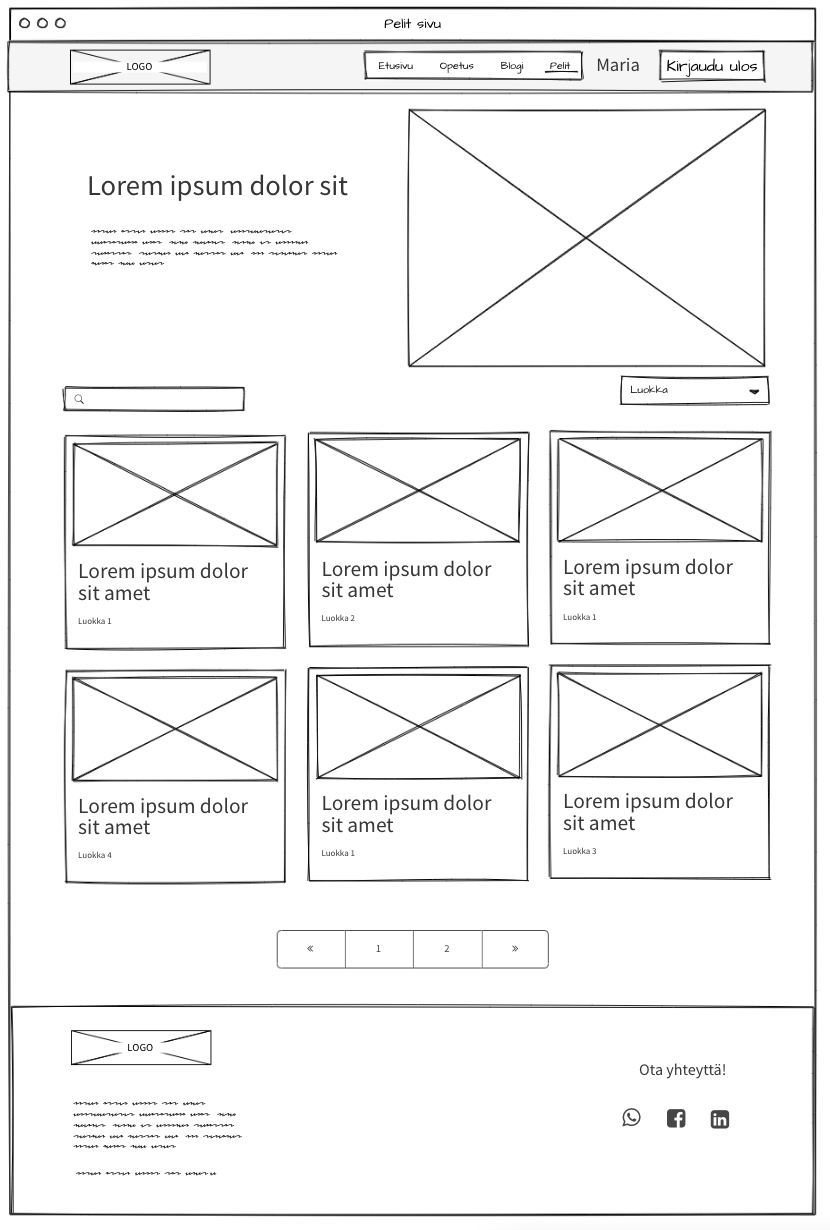 Pelit sivu
LOGO
Etusivu Opetus Blogi Pelit Maria Kirjaudu ulos
Lorem ipsum dolor sit
Luokka
Lorem ipsum dolor
sit amet
Luokka 1
Lorem ipsum dolor
sit amet
Luokka 2
Lorem ipsum dolor
sit amet
Luokka 1
Lorem ipsum dolor
sit amet
Luokka 4
Lorem ipsum dolor
sit amet
Luokka 1
Lorem ipsum dolor
sit amet
Luokka 3
« 1 2 »
LOGO
Ota yhteyttä!